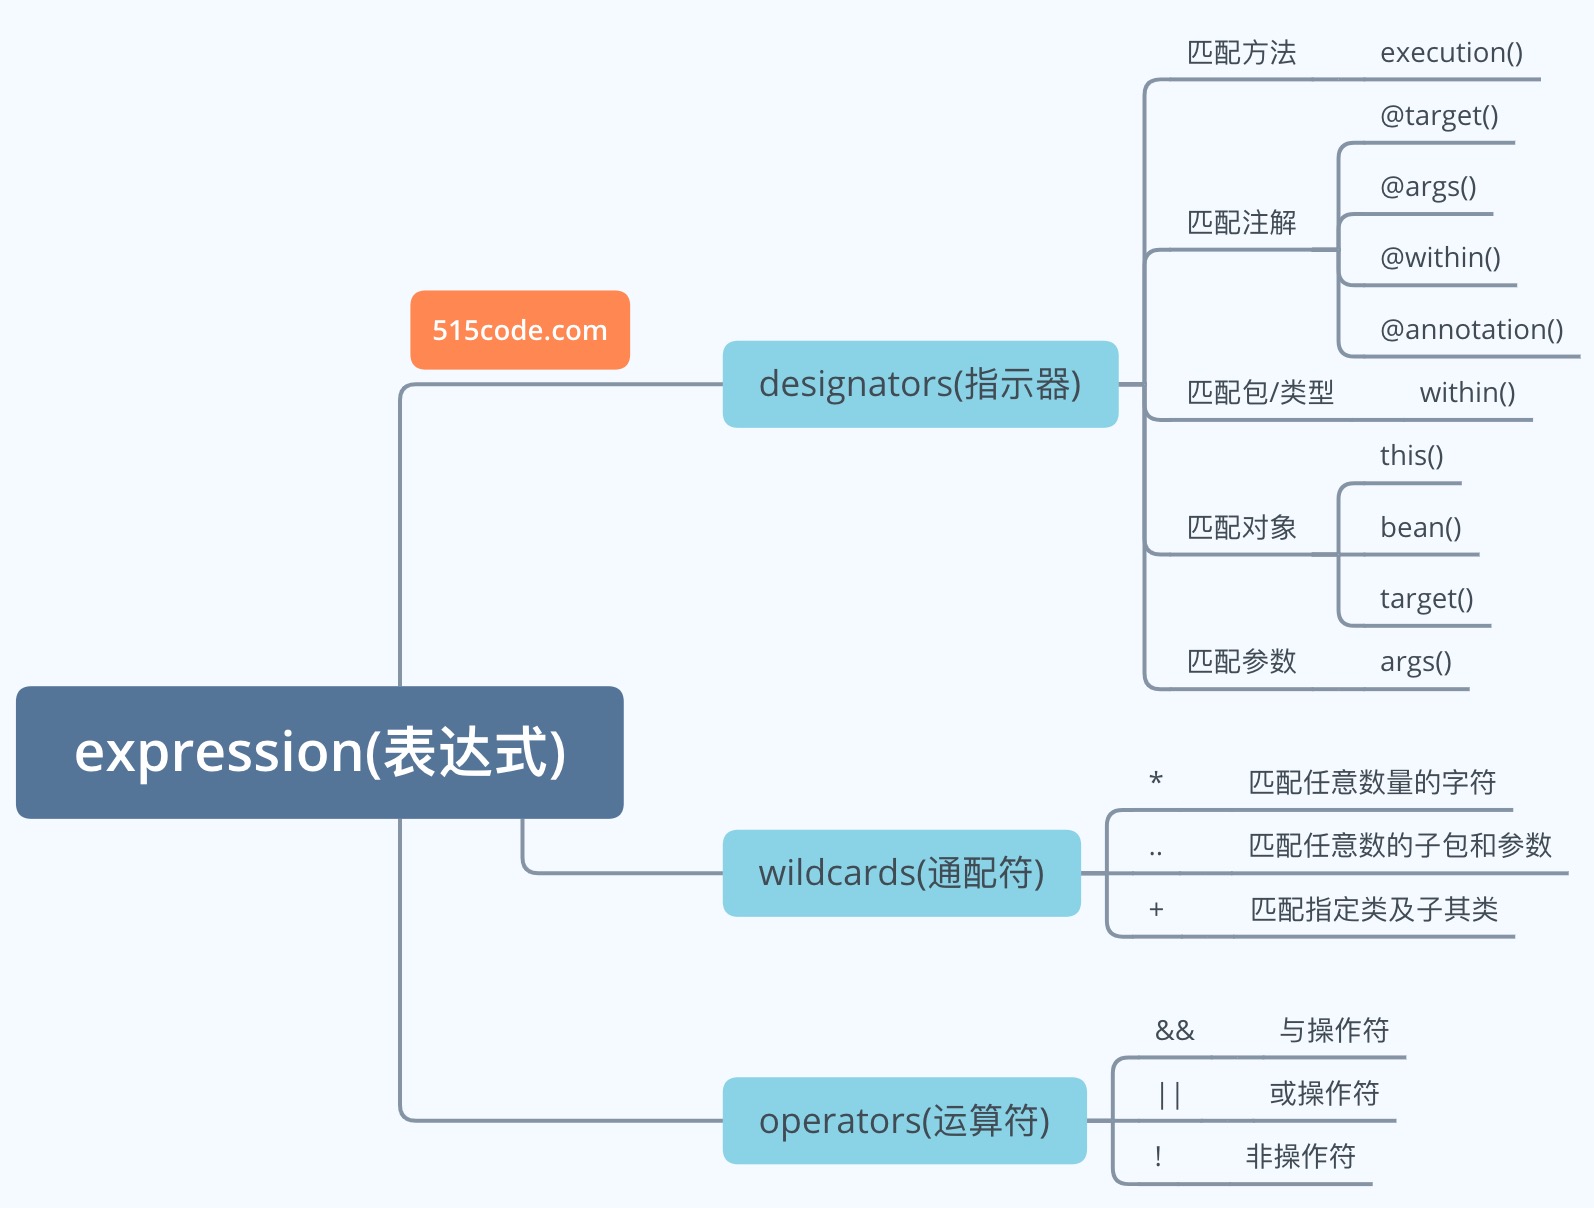 匹配方法 execution()
@target()
@args()
匹配注解
@within()
@annotation()
515code.com
designators(指示器)
匹配包/类型 within()
this()
匹配对象 bean()
target()
匹配参数 args()
expression(表达式)
* 匹配任意数量的字符
.. 匹配任意数的子包和参数
wildcards(通配符)
+ 匹配指定类及子其类
&& 与操作符
|| 或操作符
operators(运算符)
! 非操作符